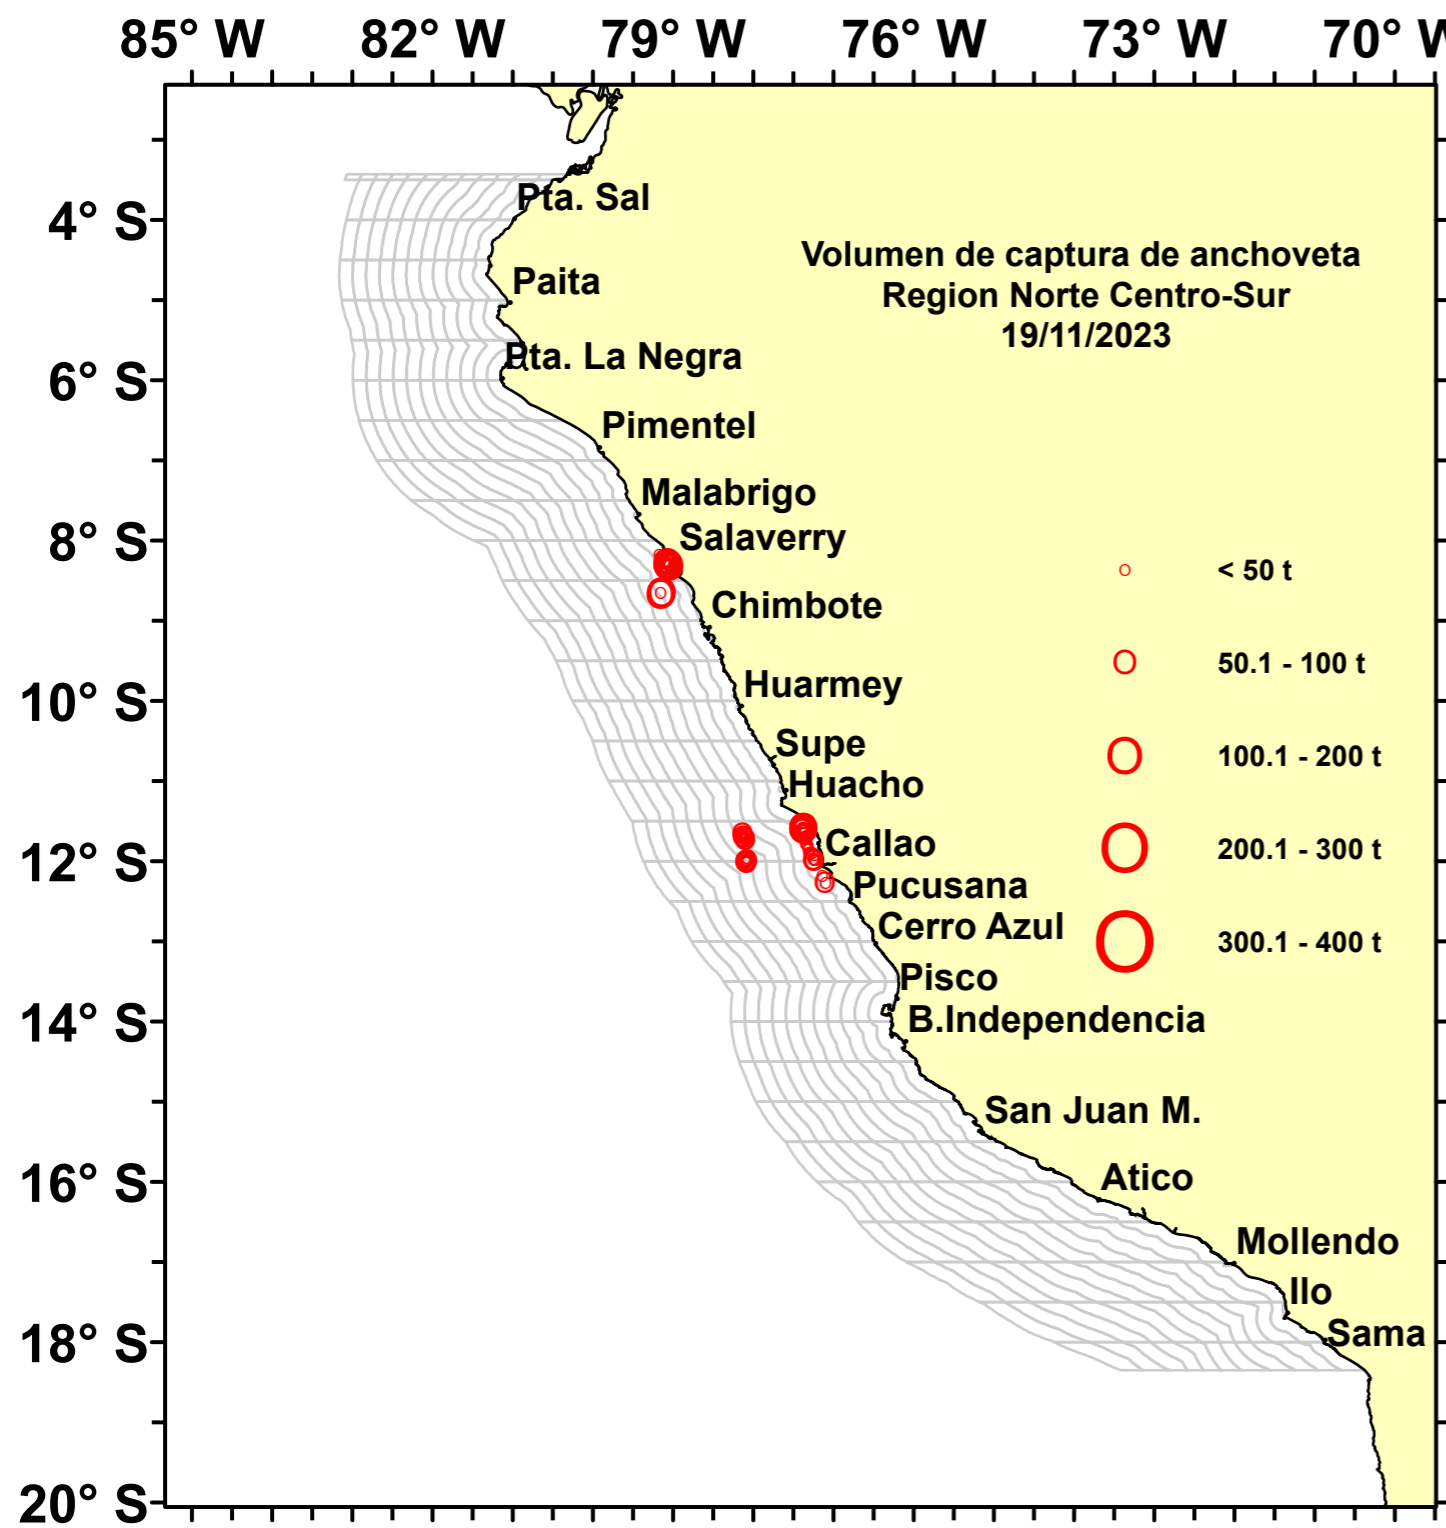 85° W 82° W 79° W 76° W 73° W 70° W
Pta. Sal
4° S
Volumen de captura de anchoveta
Region Norte Centro-Sur
19/11/2023
Paita
Pta. La Negra
6° S
Pimentel
Malabrigo
8° S
Salaverry
< 50 t
Chimbote
50.1 - 100 t
10° S
Huarmey
Supe
100.1 - 200 t
Huacho
12° S
Callao
200.1 - 300 t
Pucusana
Cerro Azul
300.1 - 400 t
Pisco
14° S
B.Independencia
San Juan M.
16° S
Atico
Mollendo
Ilo
18° S
Sama
20° S